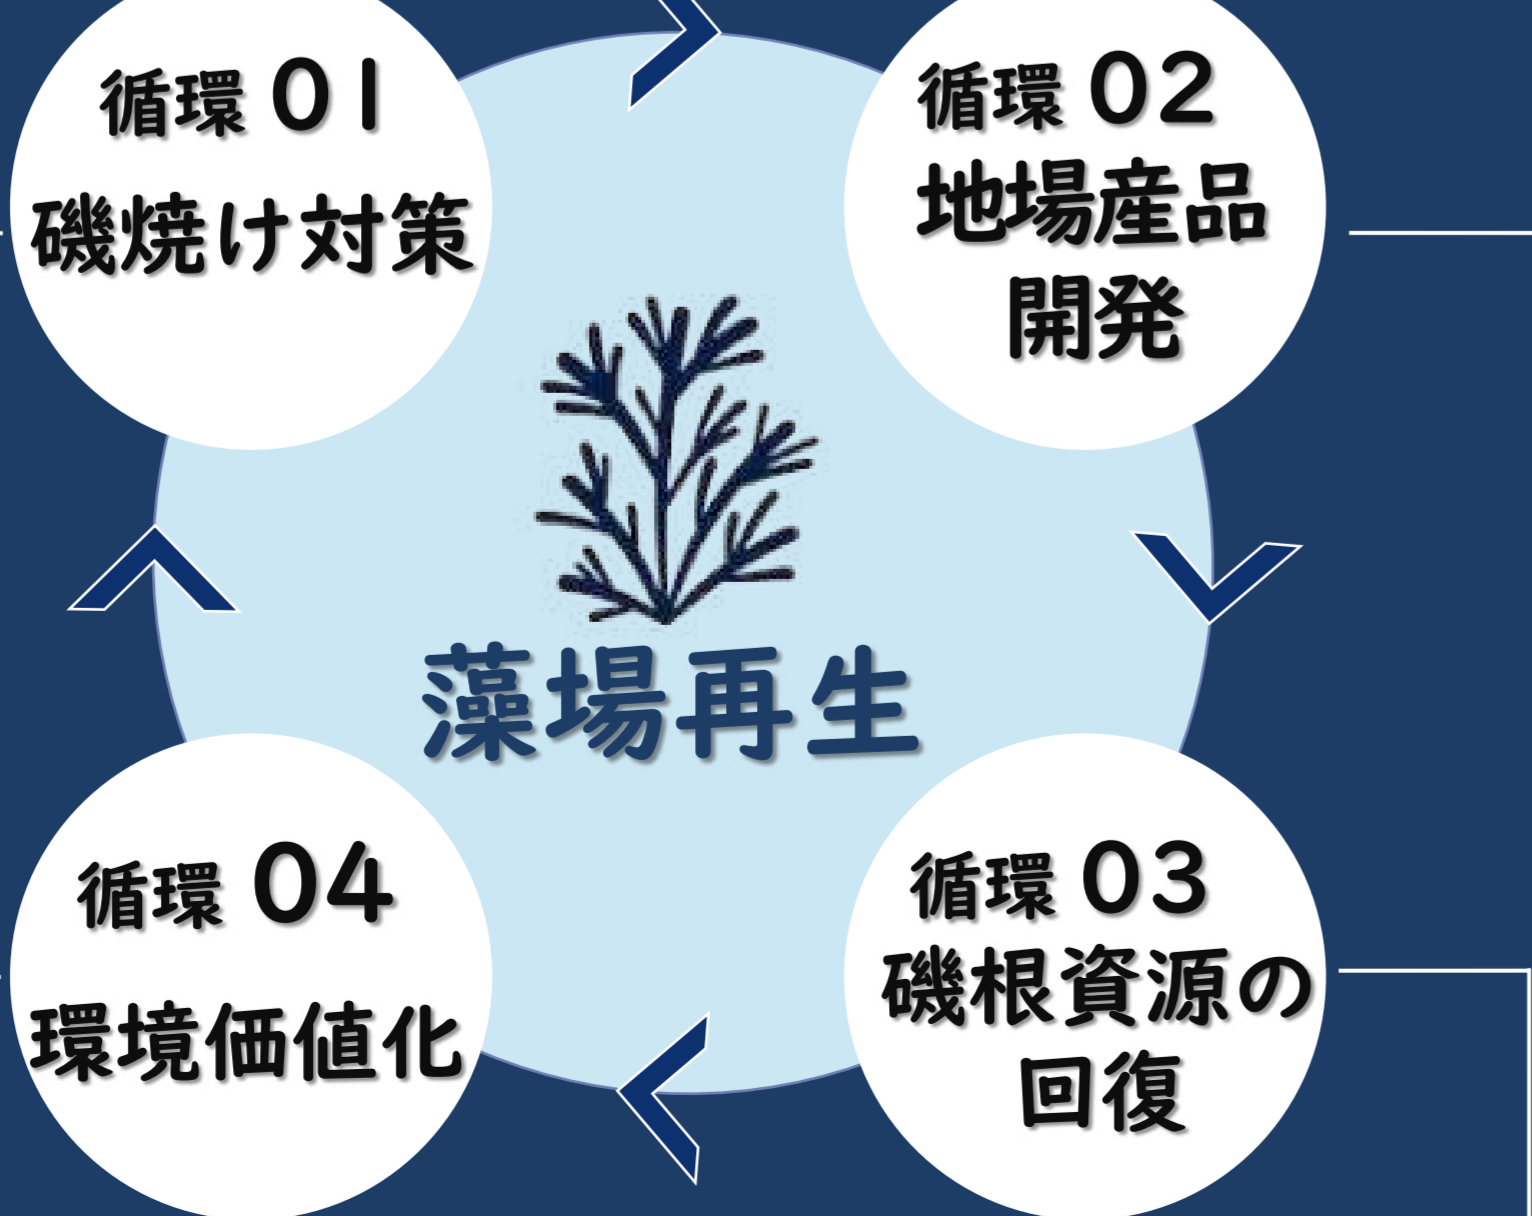 循環 01
磯焼け対策
循環 02
地場産品
開発
藻場再生
循環 04
環境価値化
循環 03
磯根資源の
回復